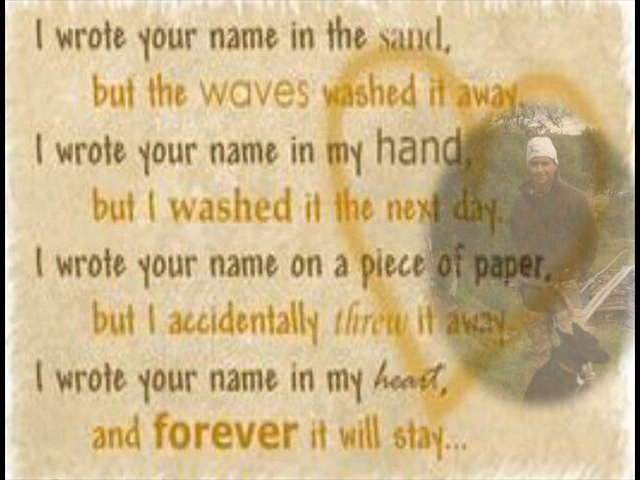 I wrote your name in the sand,
but the waves washed it away.
I wrote your name in my hand,
but I washed it the next day.
I wrote your name on a piece of paper,
but I accidentally threw it away.
I wrote your name in my heart,
and forever it will stay...